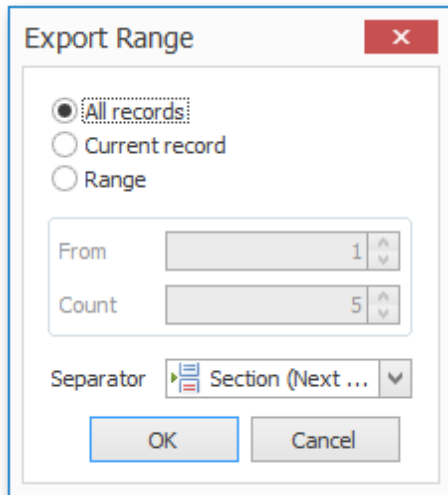 Export Range
All records
Current record
Range
From 1
Count 5
Separator Section (Next ...
OK Cancel